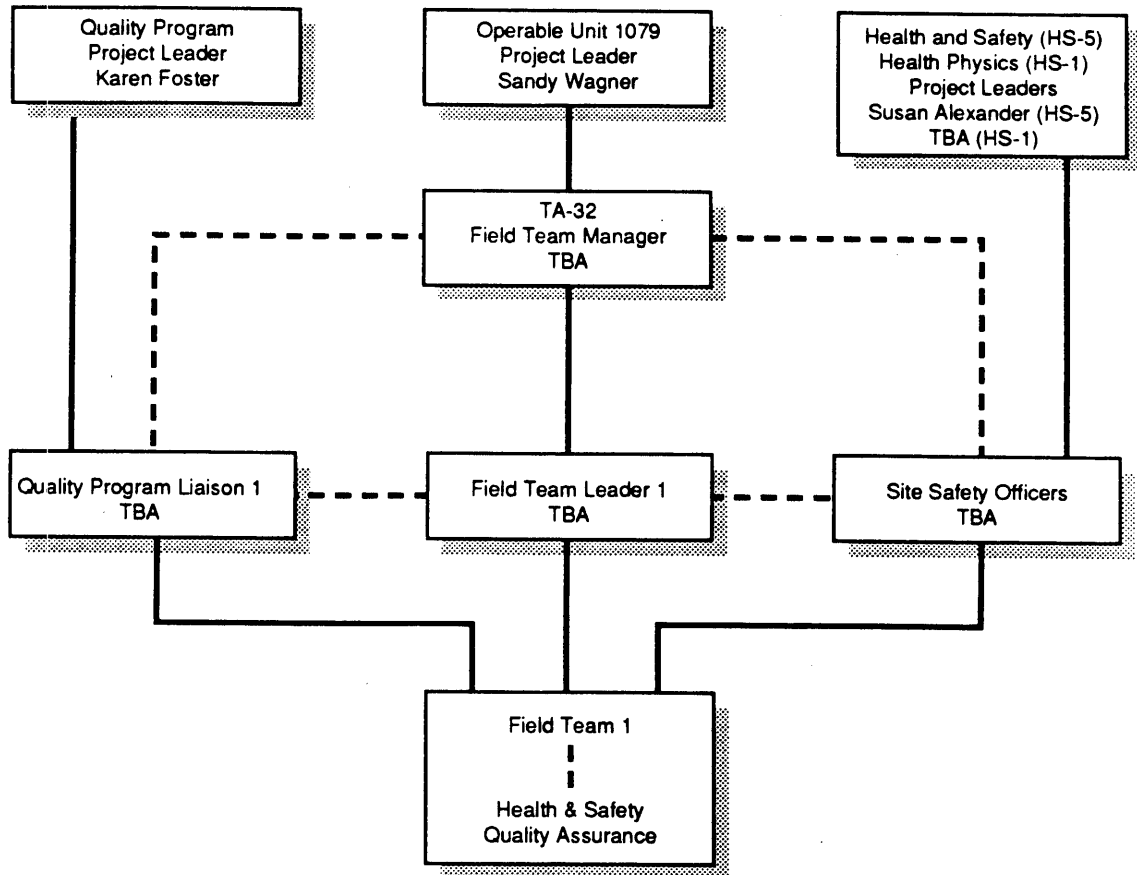 Quality Program
Project Leader
Karen Foster
Operable Unit 1079
Project Leader
Sandy Wagner
Health and Safety (HS-5)
Health Physics (HS-1)
Project Leaders
Susan Alexander (HS-5)
TBA (HS-1)
TA-32
Field Team Manager
TBA
Quality Program Liaison 1
TBA
Field Team Leader 1
TBA
Site Safety Officers
TBA
Field Team 1
Health & Safety
Quality Assurance